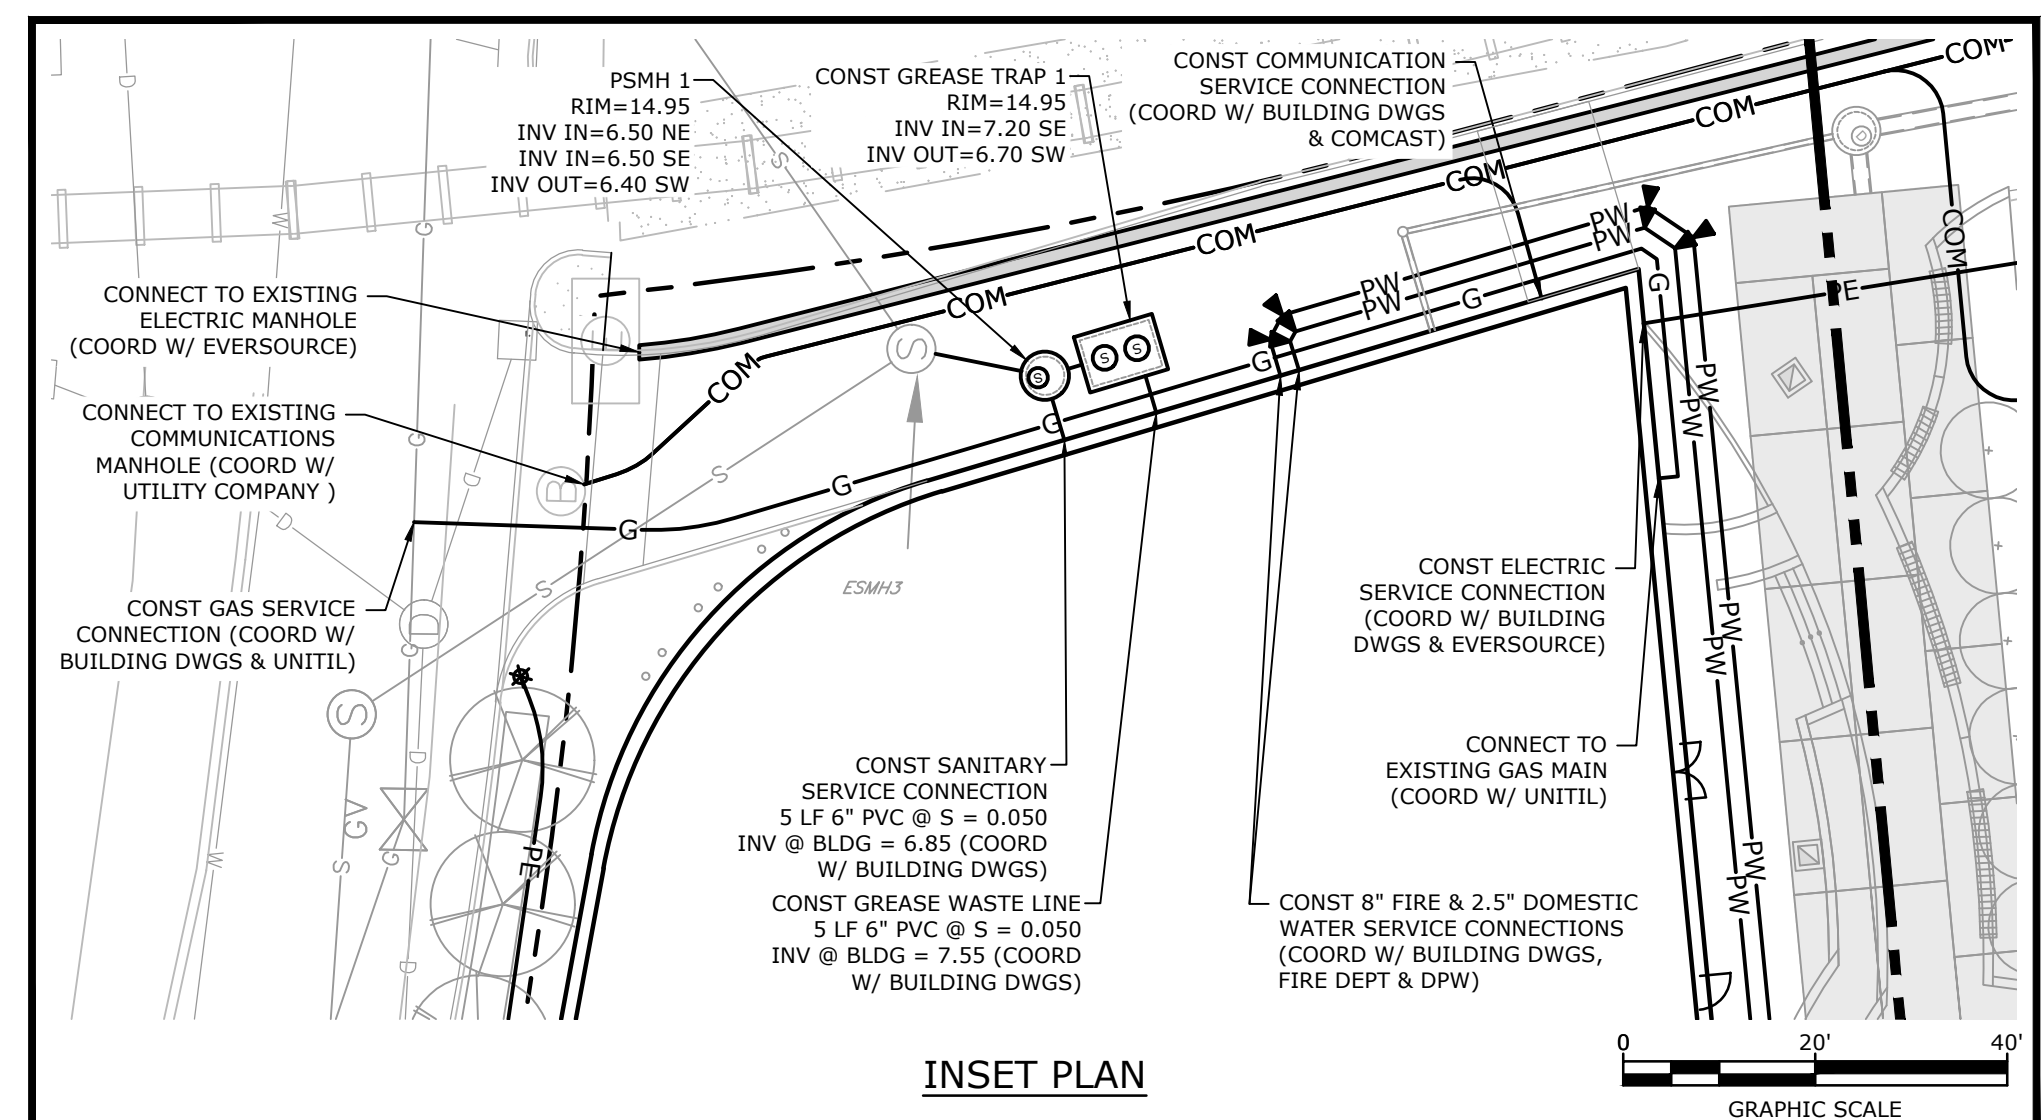 PSMH 1
RIM=14.95
INV IN=6.50 NE
INV IN=6.50 SE
INV OUT=6.40 SW
CONST GREASE TRAP 1
RIM=14.95
INV IN=7.20 SE
INV OUT=6.70 SW
CONST COMMUNICATION
SERVICE CONNECTION
(COORD W/ BUILDING DWGS
& COMCAST)
COM
COM
COM
COM
COM
COM
COM
CONNECT TO EXISTING
ELECTRIC MANHOLE
(COORD W/ EVERSOURCE)
CONNECT TO EXISTING
COMMUNICATIONS
MANHOLE (COORD W/
UTILITY COMPANY )
CONST GAS SERVICE
CONNECTION (COORD W/
BUILDING DWGS & UNITIL)
D
D
D
D
D
D
D
D
W
W
W
G
G
G
G
G
G
G
G
G
G
S
S
S
S
S
S
S
S
S
S
E
B
GV
ESMH3
PW
PW
PW
PW
PW
PW
PW
PW
PW
PW
PE
PE
CONST ELECTRIC
SERVICE CONNECTION
(COORD W/ BUILDING
DWGS & EVERSOURCE)
CONNECT TO
EXISTING GAS MAIN
(COORD W/ UNITIL)
CONST SANITARY
SERVICE CONNECTION
5 LF 6" PVC @ S = 0.050
INV @ BLDG = 6.85 (COORD
W/ BUILDING DWGS)
CONST GREASE WASTE LINE
5 LF 6" PVC @ S = 0.050
INV @ BLDG = 7.55 (COORD
W/ BUILDING DWGS)
CONST 8" FIRE & 2.5" DOMESTIC
WATER SERVICE CONNECTIONS
(COORD W/ BUILDING DWGS,
FIRE DEPT & DPW)
INSET PLAN
0 20' 40'
GRAPHIC SCALE